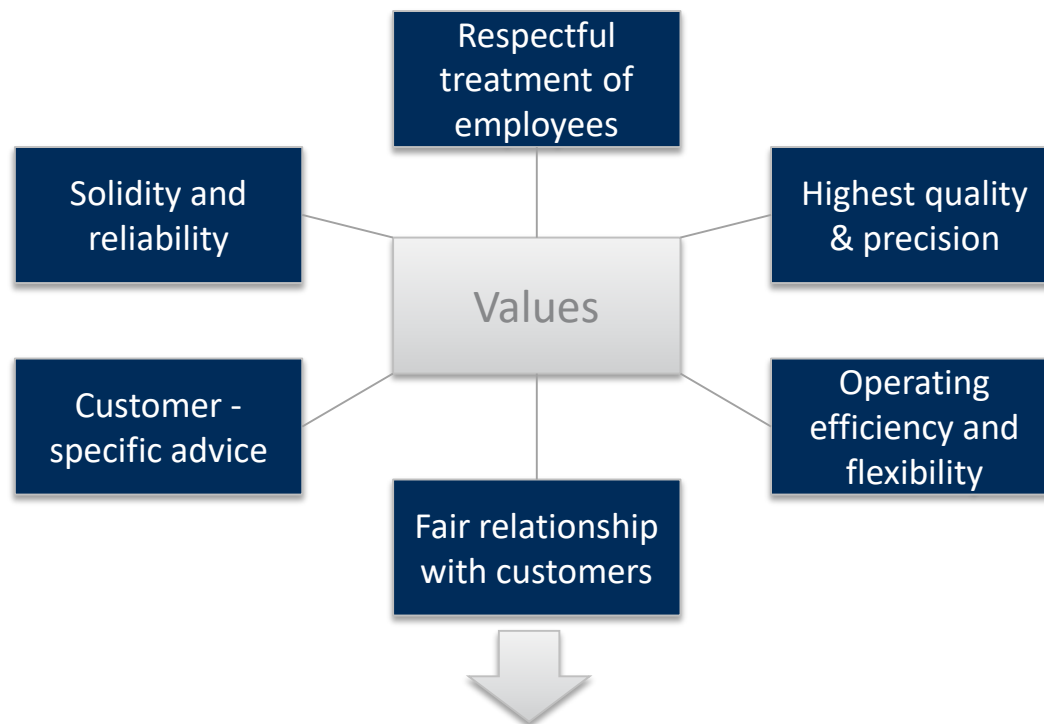 Respectful
treatment of
employees
Solidity and
reliability
Highest quality
& precision
Values
Customer -
specific advice
Operating
efficiency and
flexibility
Fair relationship
with customers